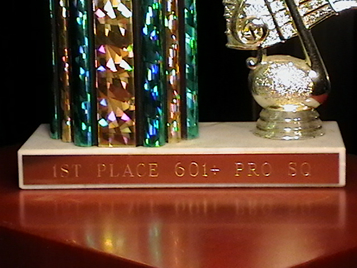 1ST PLACE 601+ PRO SQ